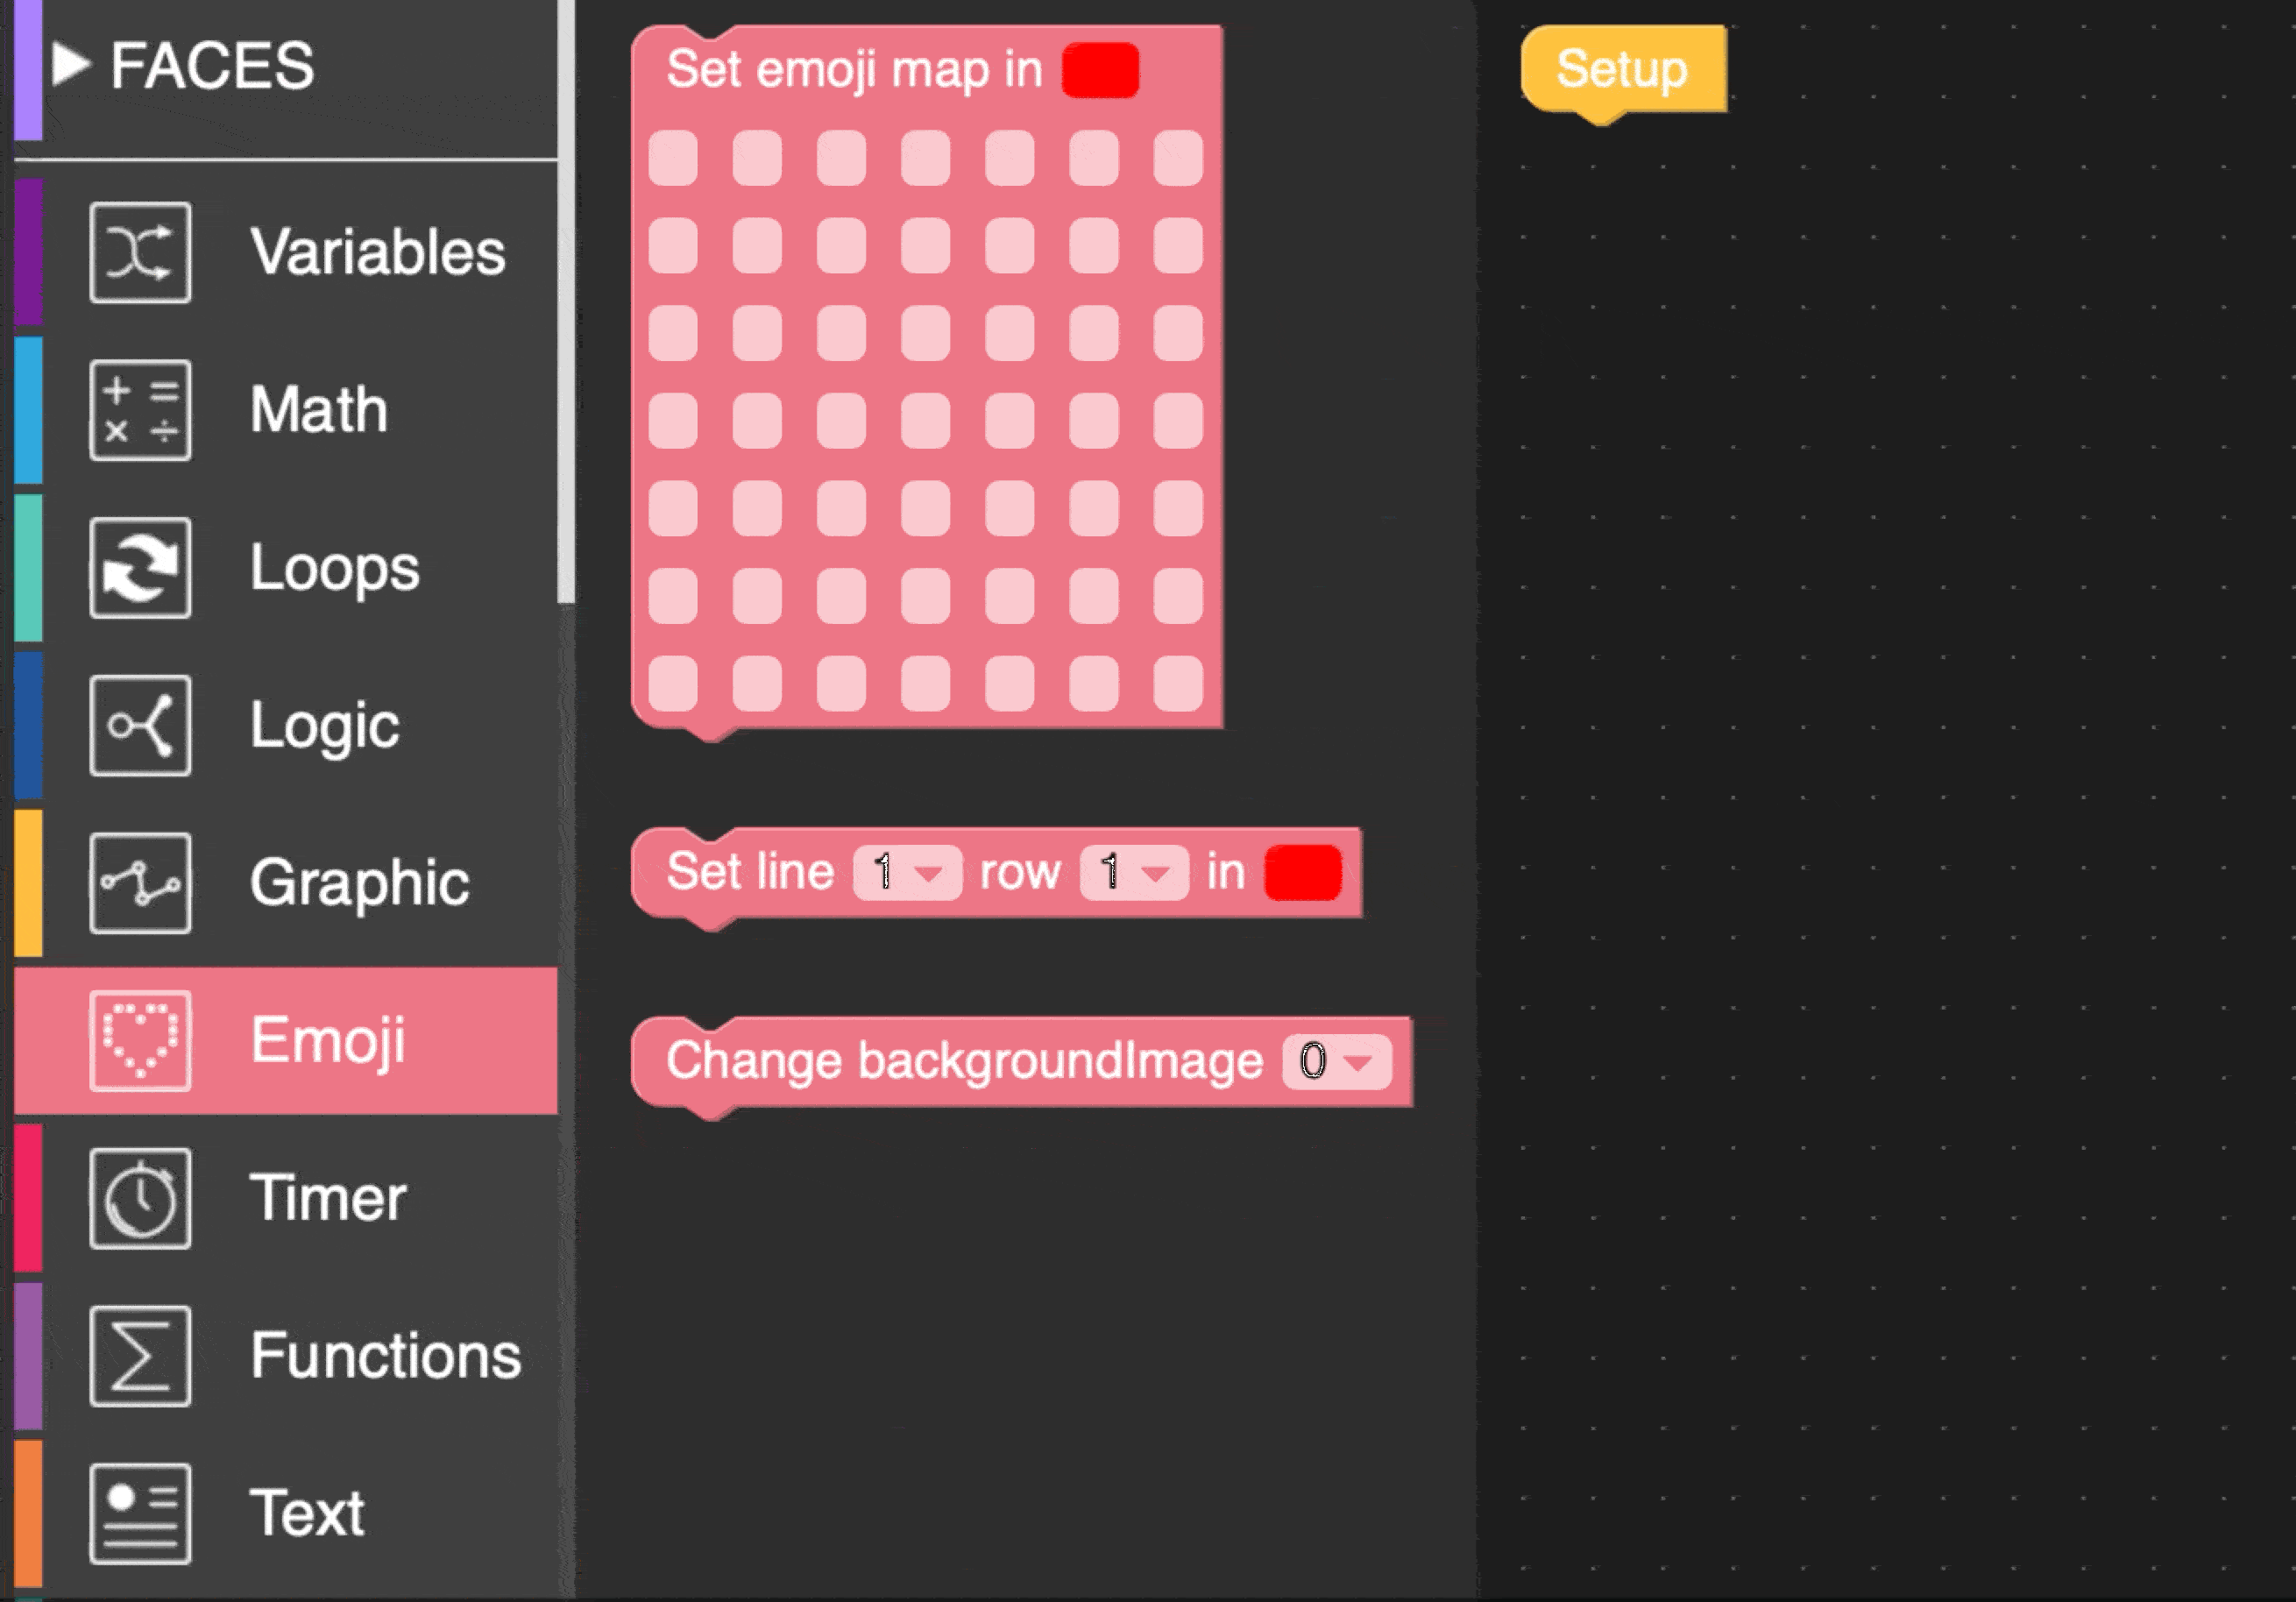 FACES
Variables
Math
Loops
Logic
Graphic
Emoji
Timer
Functions
Text
Set emoji map in
Set line 1 row 1 in
Change backgroundImage 0
Setup